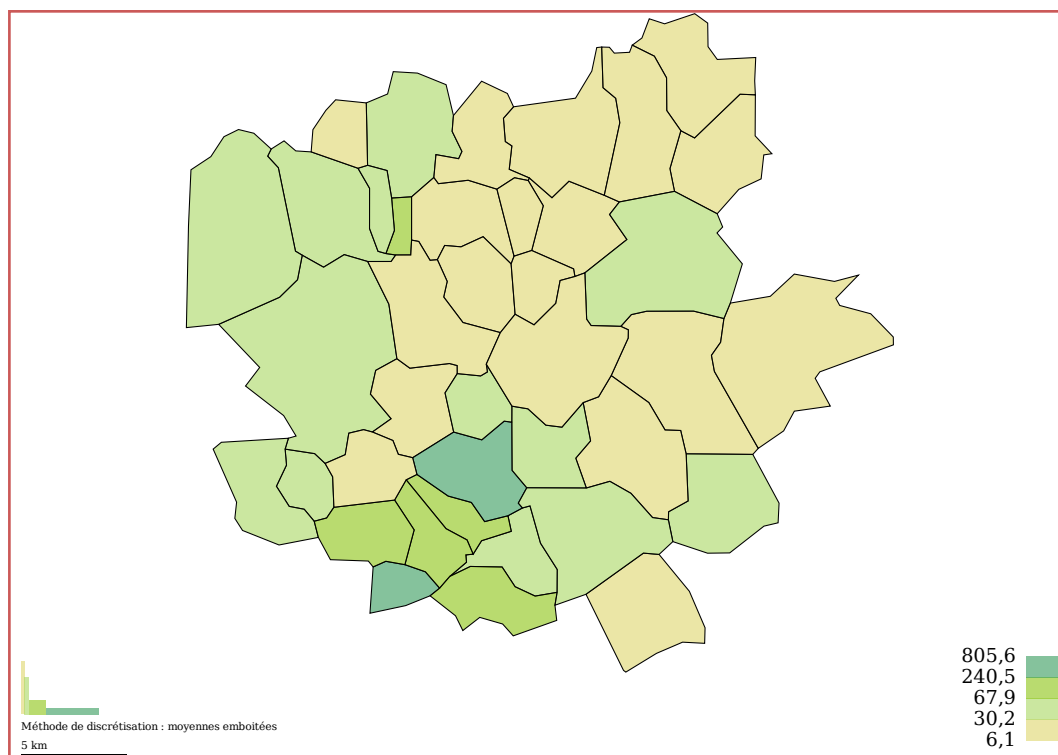 805,6
240,5
67,9
30,2
6,1
Méthode de discrétisation : moyennes emboitées
5 km